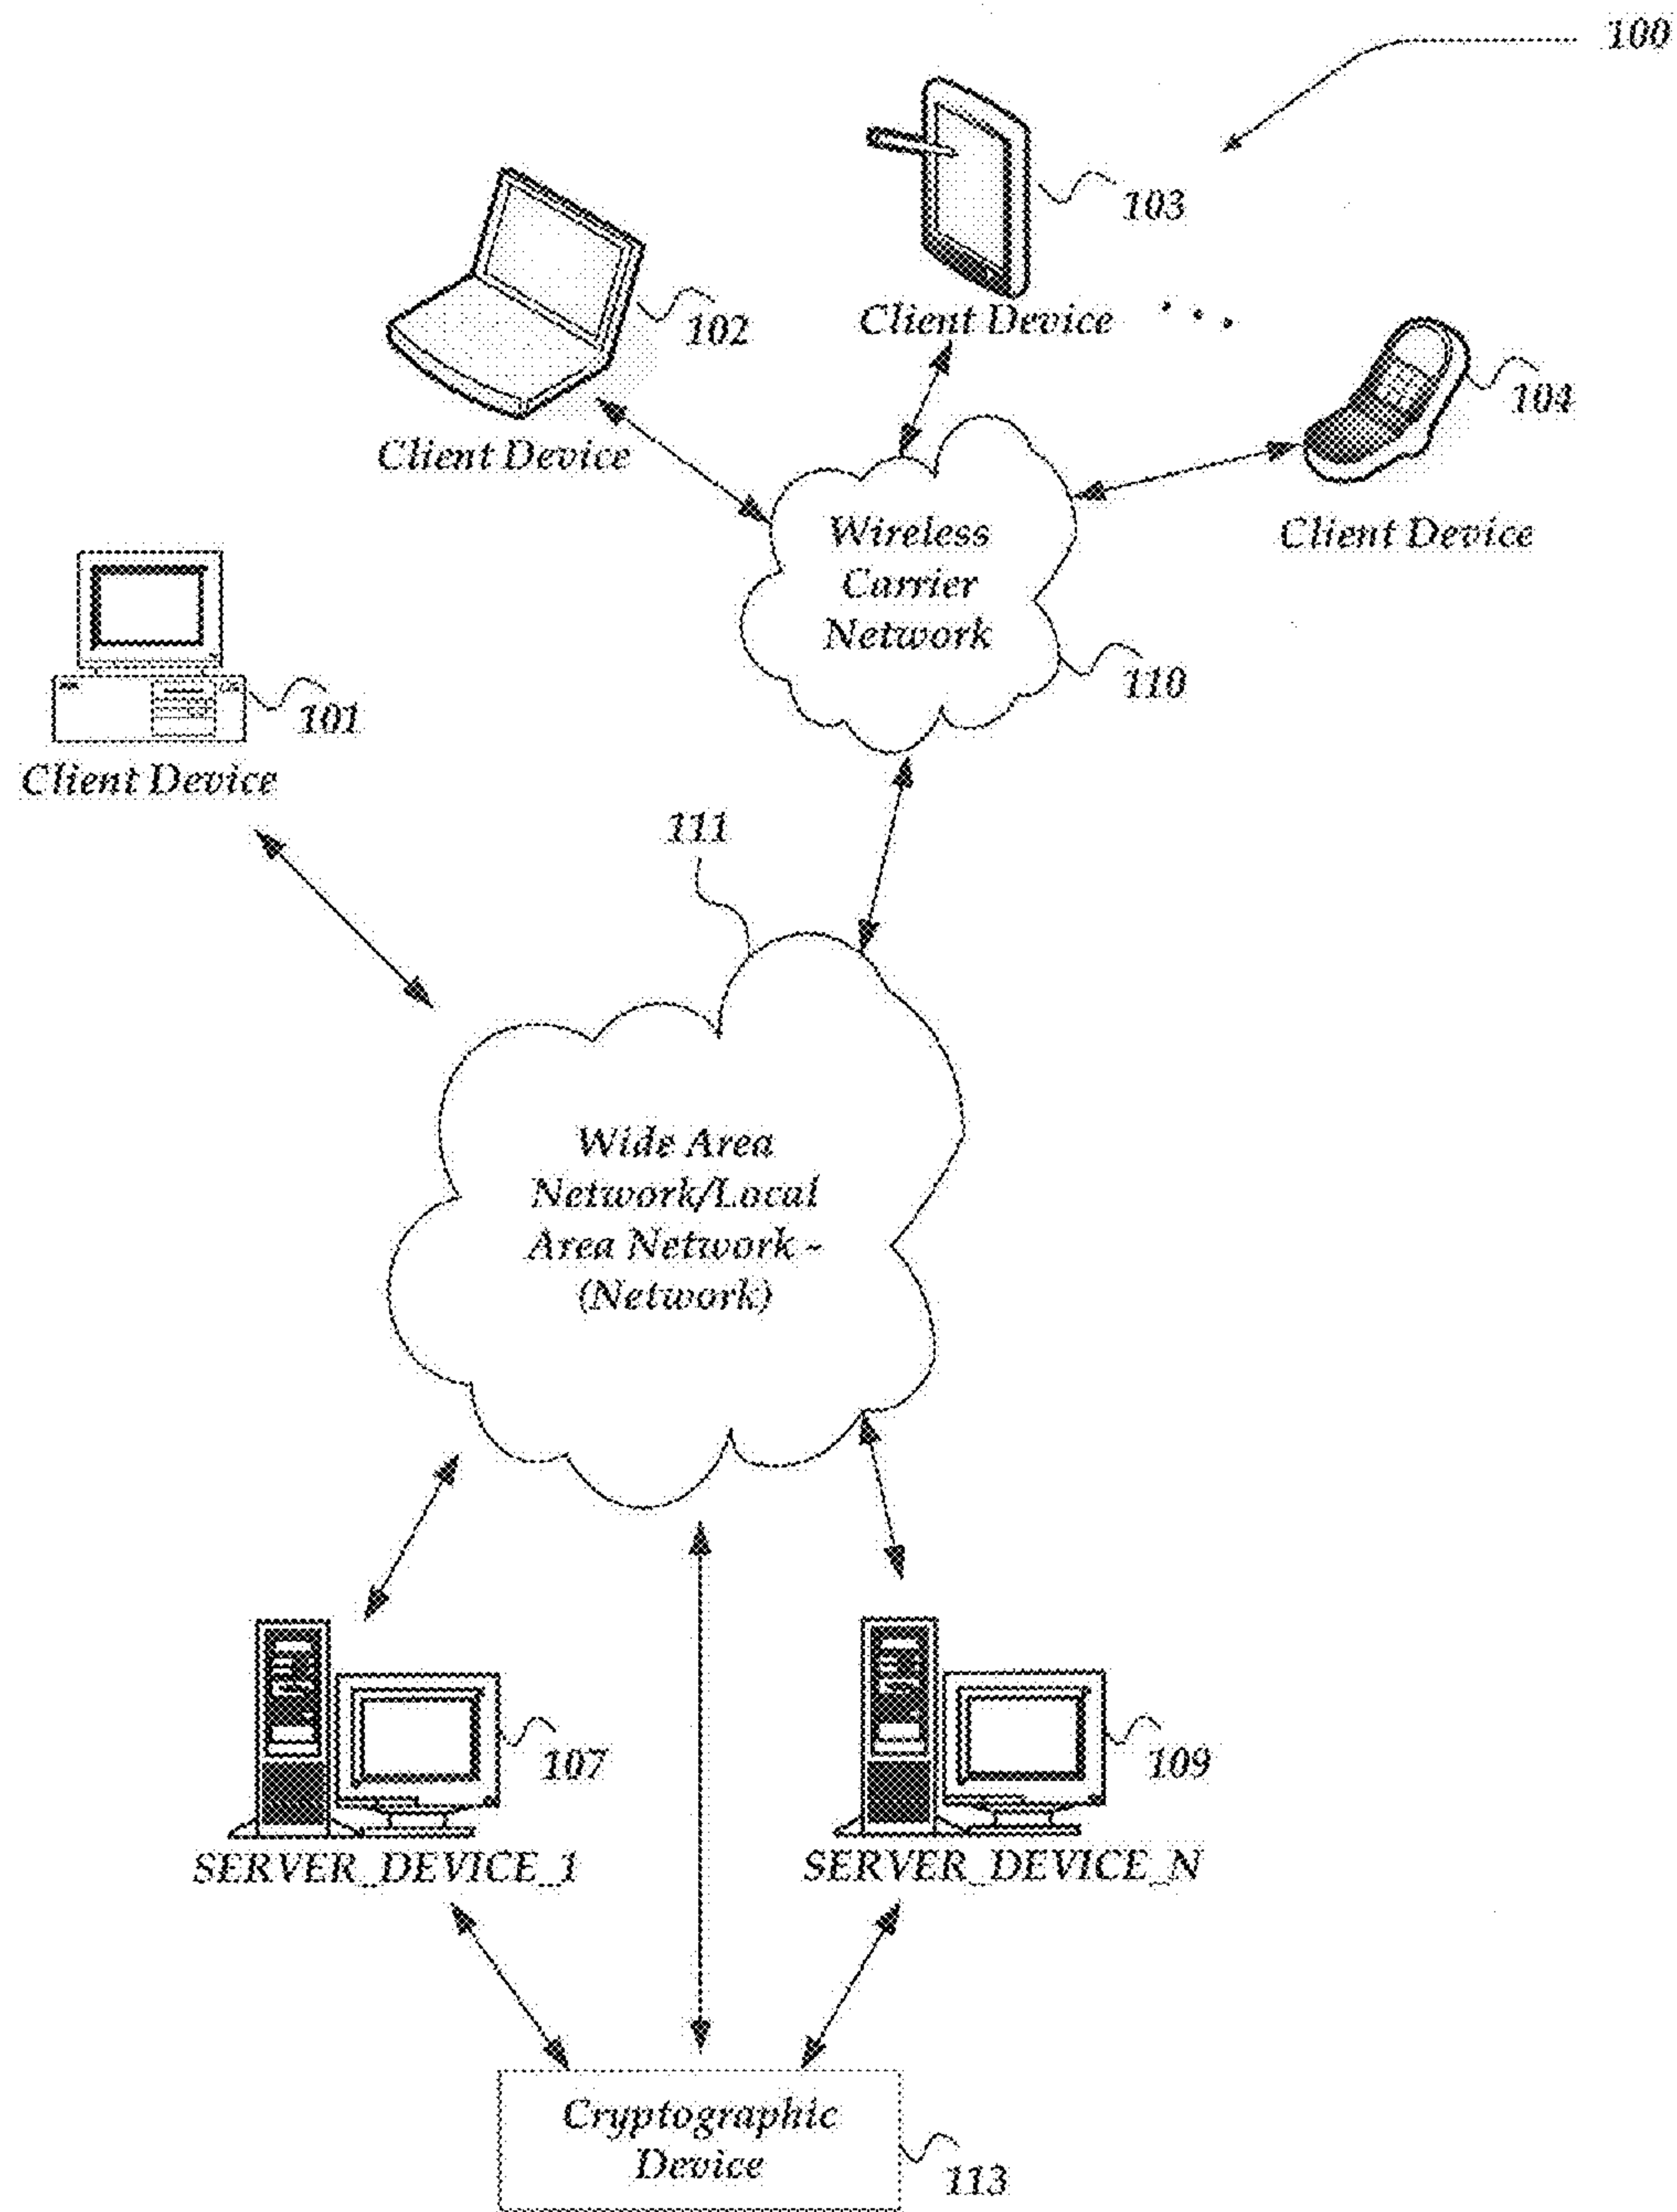 100
103
Client Device
102
Client Device
104
Client Device
Wireless
Carrier
Network
110
101
Client Device
111
Wide Area
Network/Local
Area Network -
(Network)
107
SERVER_DEVICE_1
109
SERVER_DEVICE_N
Cryptographic
Device
113